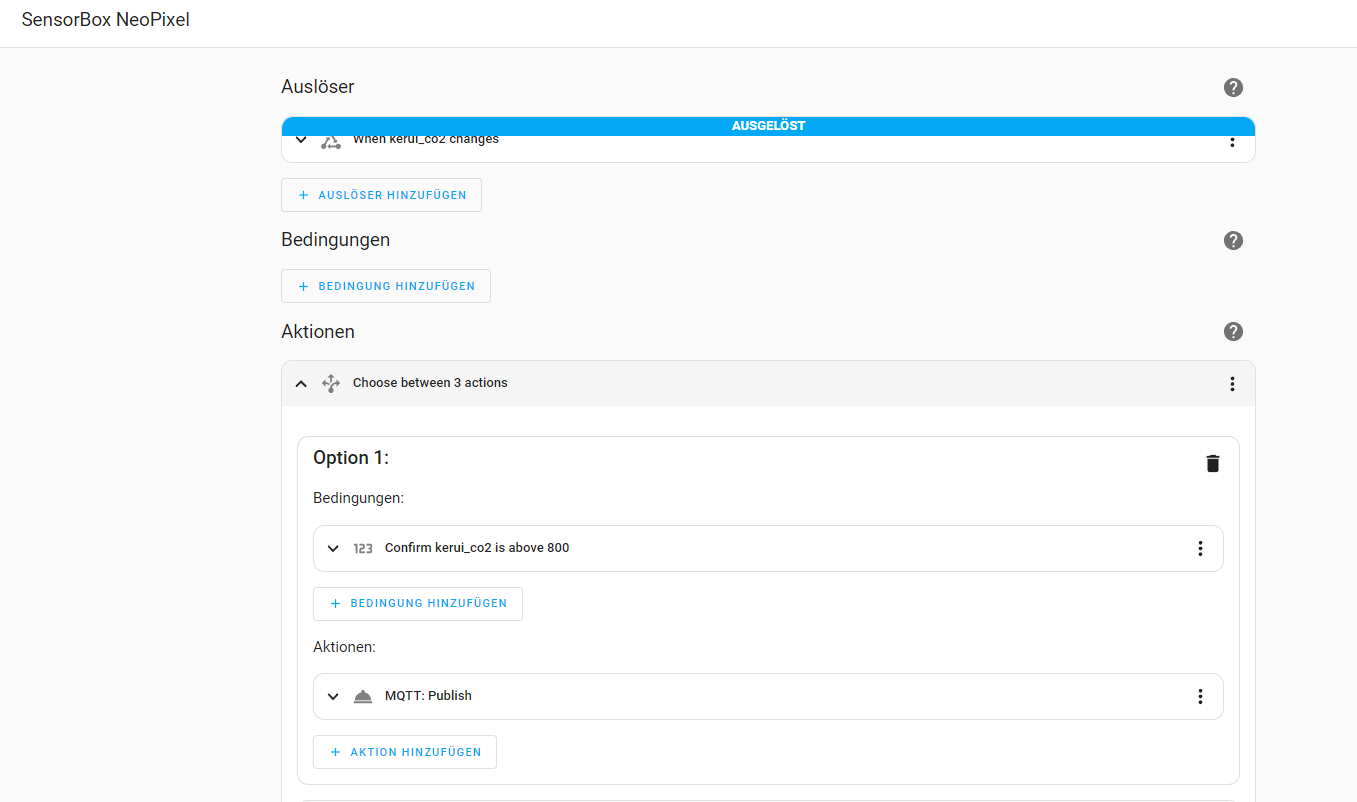 SensorBox NeoPixel
Auslöser
AUSGELÖST
When kerui_co2 changes
AUSLÖSER HINZUFÜGEN
Bedingungen
BEDINGUNG HINZUFÜGEN
Aktionen
Choose between 3 actions
Option 1:
Bedingungen:
123 Confirm kerui_co2 is above 800
BEDINGUNG HINZUFÜGEN
Aktionen:
MQTT: Publish
AKTION HINZUFÜGEN